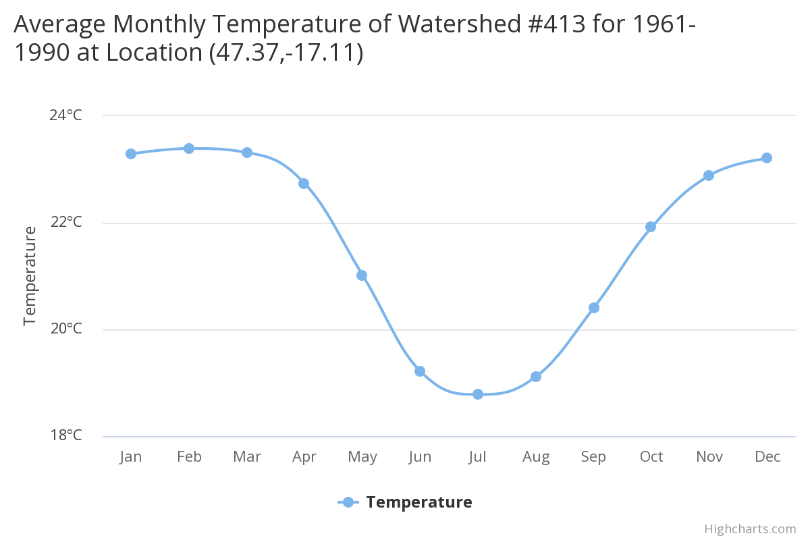 Average Monthly Temperature of Watershed #413 for 1961-
1990 at Location (47.37,-17.11)
24°C
22°C
20°C
18°C
Temperature
Jan Feb Mar Apr May Jun Jul Aug Sep Oct Nov Dec
Temperature
Highcharts.com